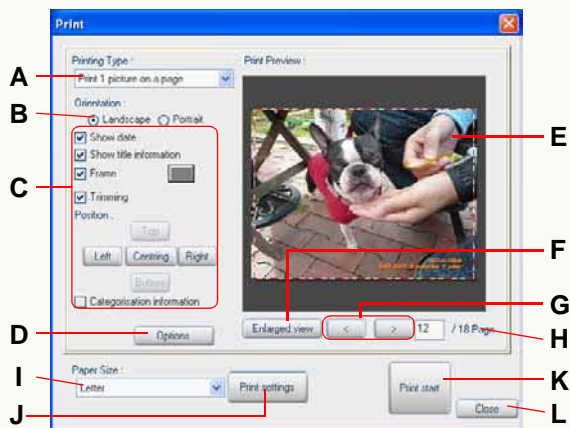 Print
Printing Type :
Print Preview :
A
Print 1 picture on a page
B
Orientation :
Landscape
Portrait
C
Show date
Show title information
Frame
Trimming
Position :
Top
Left
Centring
Right
Button
Categorisation information
E
F
G
D
Options
Enlarged view
<
>
12
/ 18 Page
H
I
Paper Size :
Letter
J
Print settings
Print start
K
Close
L